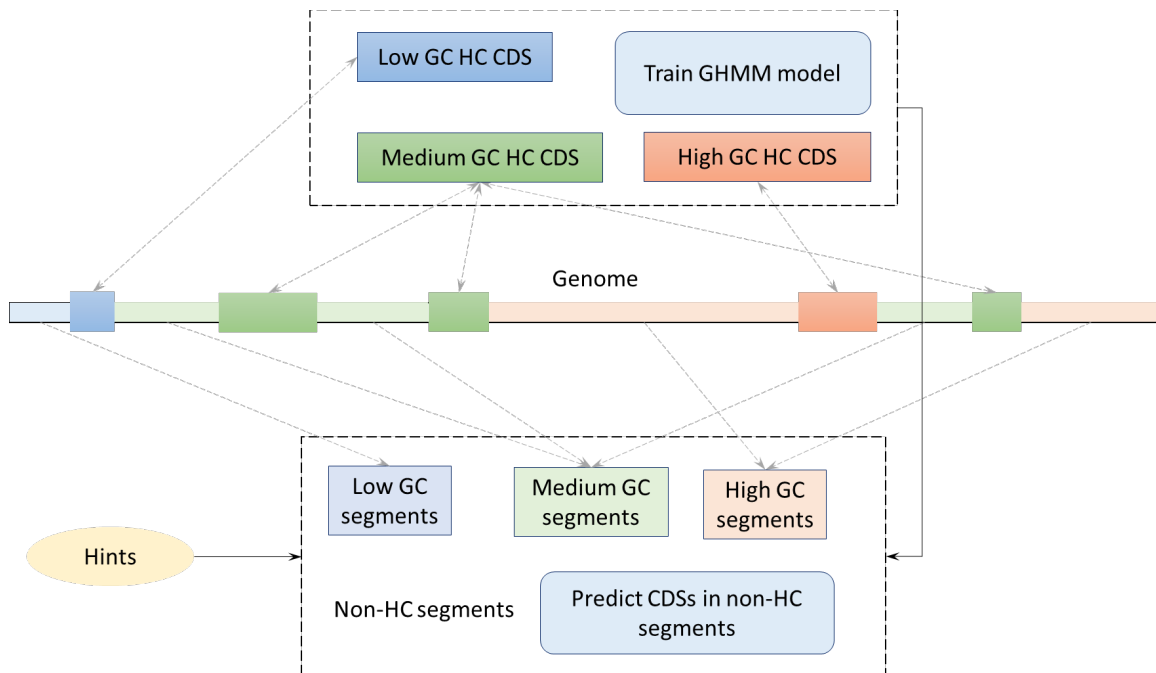 Low GC HC CDS
Train GHMM model
Medium GC HC CDS
High GC HC CDS
Genome
Low GC
segments
Medium GC
segments
High GC
segments
Hints
Non-HC segments
Predict CDSs in non-HC
segments